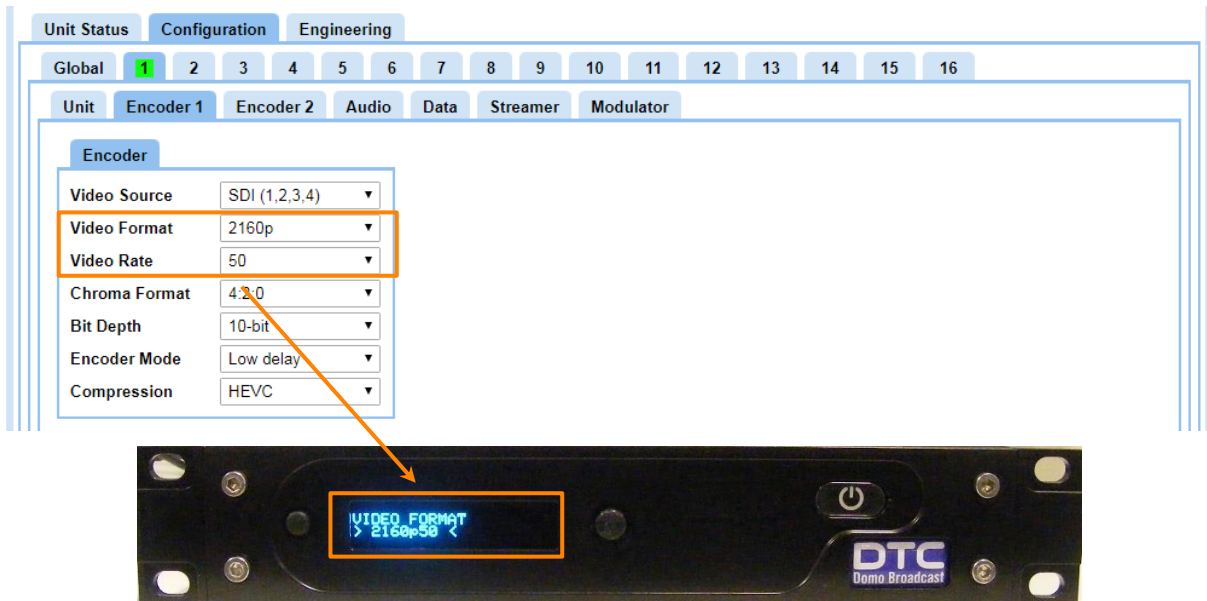 Unit Status Configuration Engineering
Global 1 2 3 4 5 6 7 8 9 10 11 12 13 14 15 16
Unit Encoder 1 Encoder 2 Audio Data Streamer Modulator
Encoder
Video Source SDI (1,2,3,4)
Video Format 2160p
Video Rate 50
Chroma Format 4:2:0
Bit Depth 10-bit
Encoder Mode Low delay
Compression HEVC
VIDEO FORMAT
> 2160p50 <
DTC
Domo Broadcast